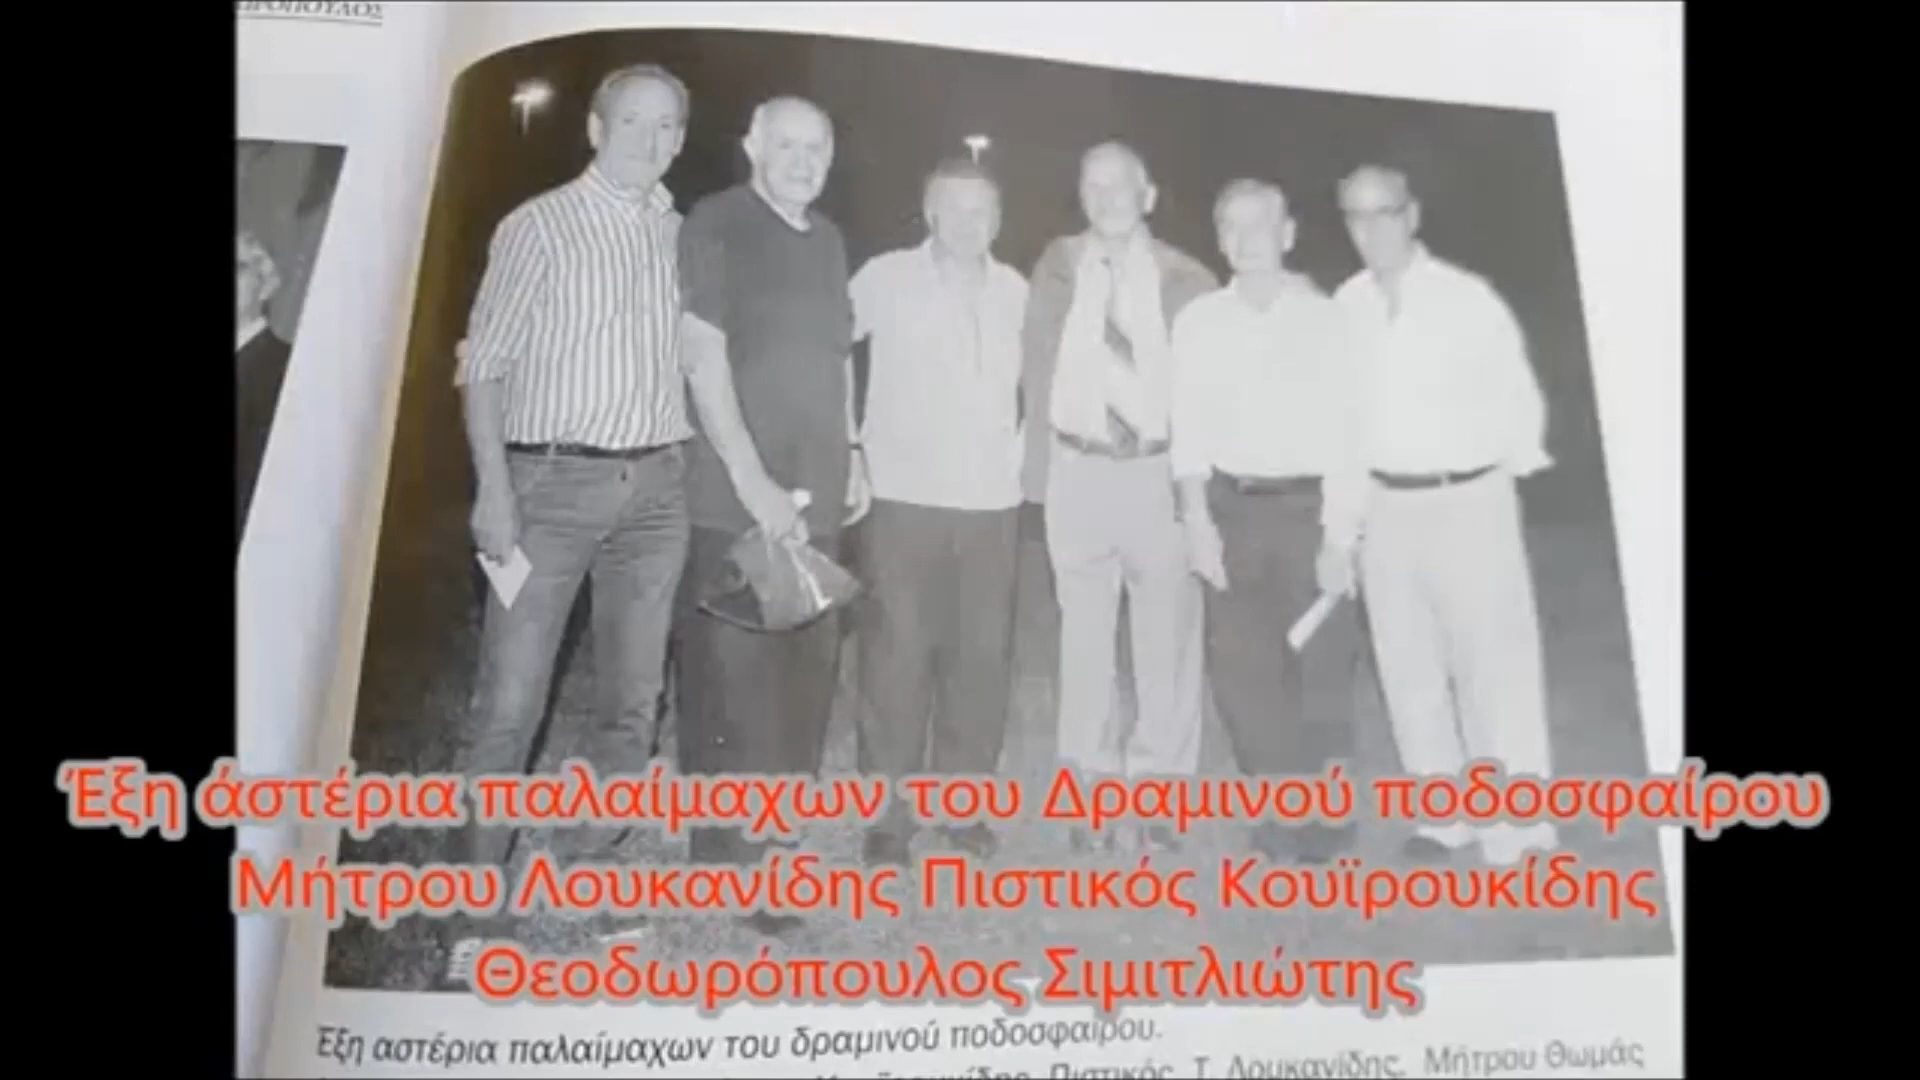 Έξη άστέρια παλαίμαχων του Δραμινού ποδοσφαίρου
Μήτρου Λουκανίδης Πιστικός Κουϊρουκίδης
Θεοδωρόπουλος Σιμιτλιώτης
Έξη αστέρια παλαίμαχων του δραμινού ποδοσφαίρου.
Πιστικός Τ. Λουκανίδης, Μήτρου Θωμάς